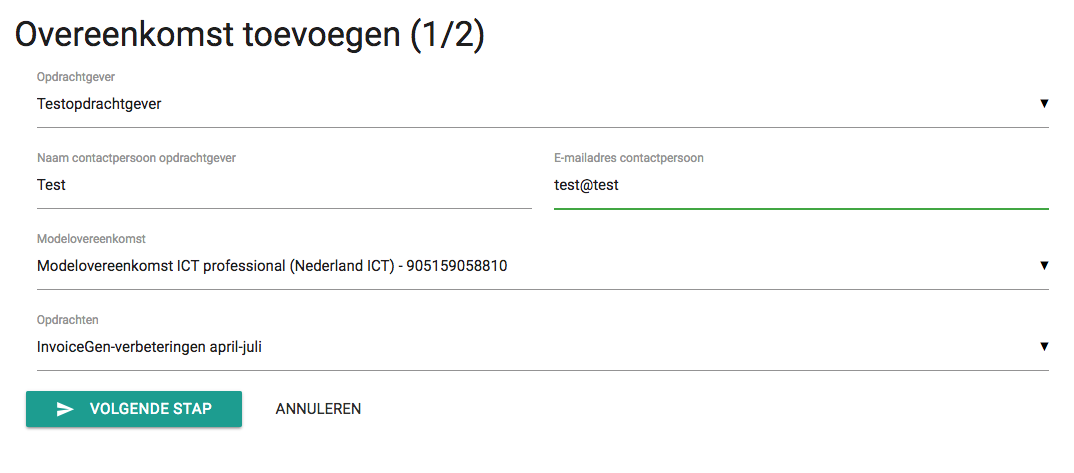 Overeenkomst toevoegen (1/2)
Opdrachtgever
Testopdrachtgever
Naam contactpersoon opdrachtgever
E-mailadres contactpersoon
Test
test@test
Modelovereenkomst
Modelovereenkomst ICT professional (Nederland ICT) - 905159058810
Opdrachten
InvoiceGen-verbeteringen april-juli
VOLGENDE STAP
ANNULEREN